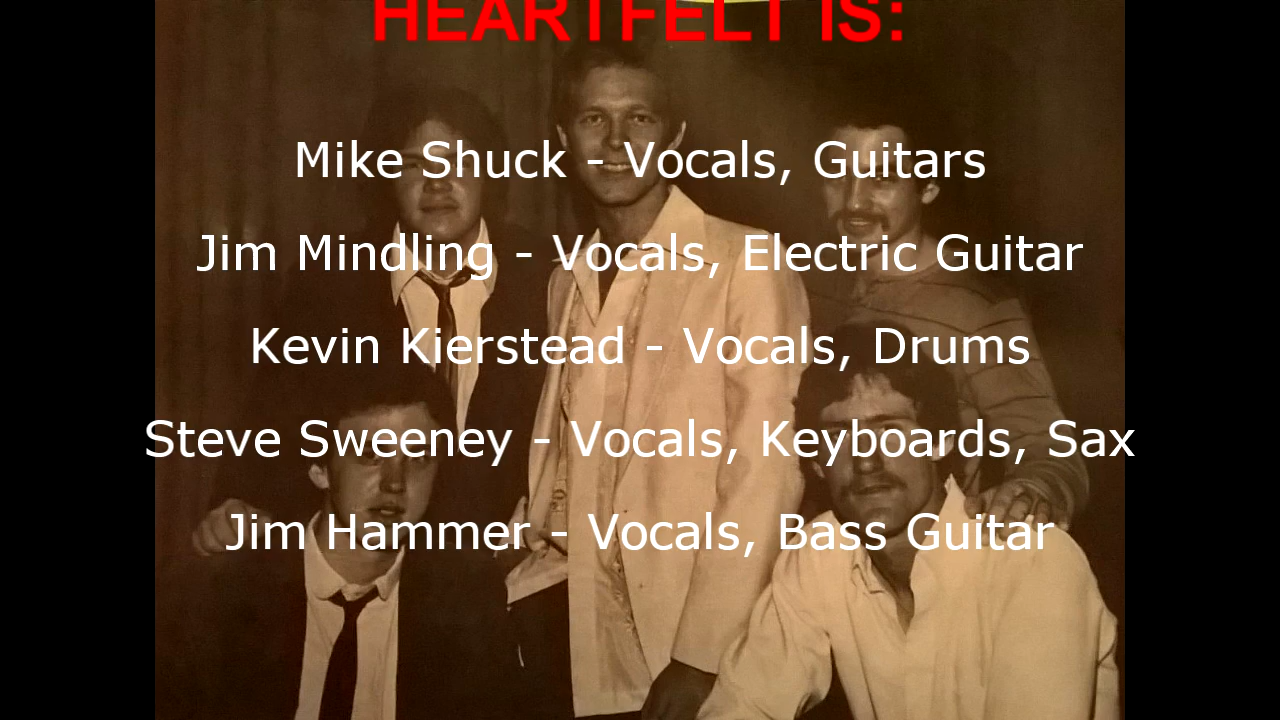 HEARTFELT IS:
Mike Shuck - Vocals, Guitars
Jim Mindling - Vocals, Electric Guitar
Kevin Kierstead - Vocals, Drums
Steve Sweeney - Vocals, Keyboards, Sax
Jim Hammer - Vocals, Bass Guitar